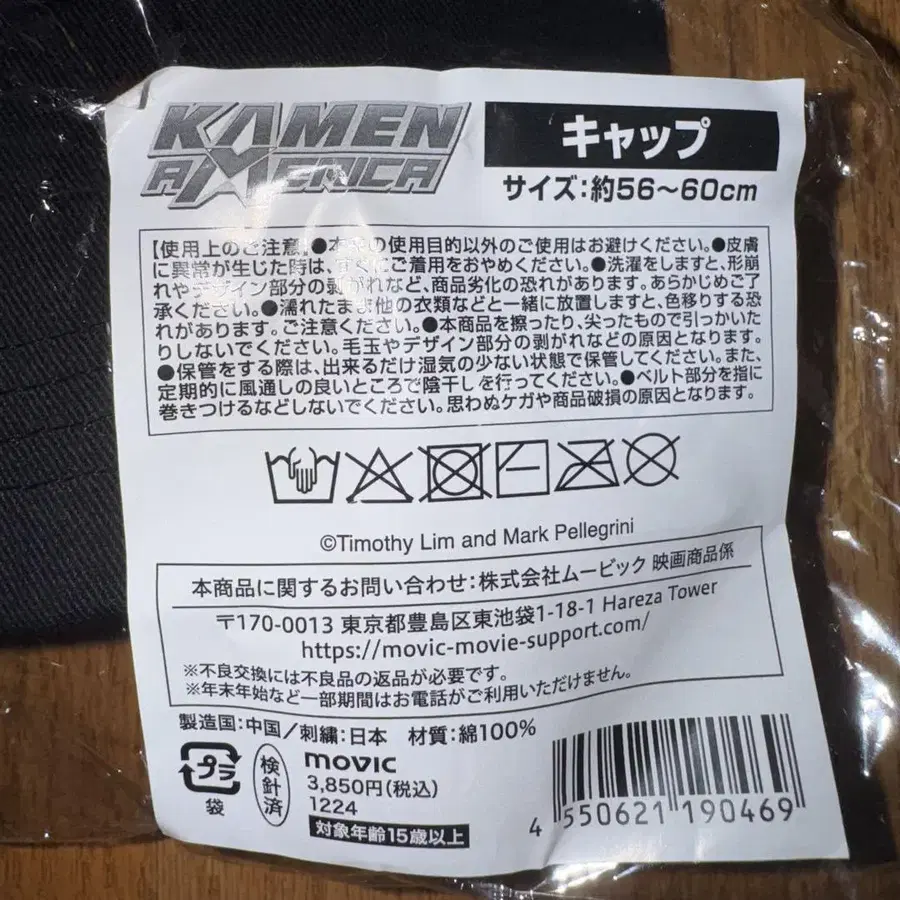 KAMEN
AMERICA
キャップ
サイズ:約56〜60cm
【使用上のご注意】●本来の使用目的以外のご使用はお避けください。●皮膚
に異常が生じた時は、すぐにご着用をおやめください。●洗濯をしますと、形崩
れやデザイン部分の剥がれなど、商品劣化の恐れがあります。あらかじめご了
承ください。●濡れたまま他の衣類などと一緒に放置しますと、色移りする恐
れがあります。ご注意ください。●本商品を擦ったり、尖ったもので引っかいた
りしないでください。毛玉やデザイン部分の剥がれなどの原因となります。
●保管をする際は、出来るだけ湿気の少ない状態で保管してください。また、
定期的に風通しの良いところで陰干しを行ってください。●ベルト部分を指に
巻きつけるなどしないでください。思わぬケガや商品破損の原因となります。
©Timothy Lim and Mark Pellegrini
本商品に関するお問い合わせ:株式会社ムービック 映画商品係
〒170-0013 東京都豊島区東池袋1-18-1 Hareza Tower
https://movic-movie-support.com/
※不良交換には不良品の返品が必要です。
※年末年始など一部期間はお電話がご利用いただけません。
製造国:中国/刺繍:日本 材質:綿100%
プラ
袋
検針済
movic
3,850円(税込)
1224
対象年齢15歳以上
4 550621 190469